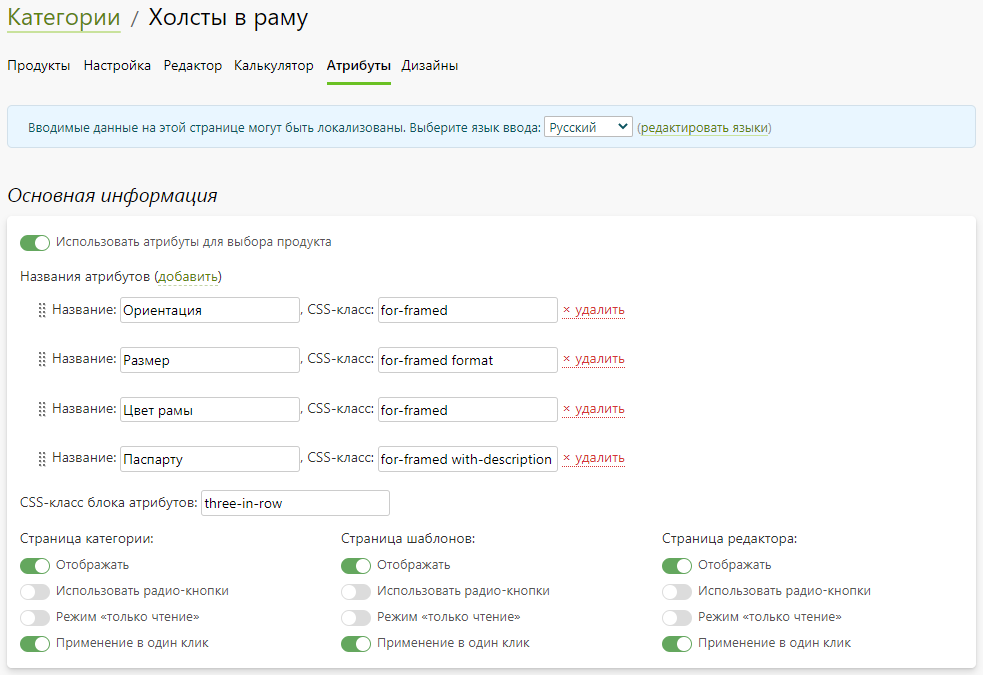 Категории / Холсты в раму
Продукты Настройка Редактор Калькулятор Атрибуты Дизайны
Вводимые данные на этой странице могут быть локализованы. Выберите язык ввода: Русский (редактировать языки)
Основная информация
Использовать атрибуты для выбора продукта
Названия атрибутов (добавить)
Название: Ориентация, CSS-класс: for-framed × удалить
Название: Размер, CSS-класс: for-framed format × удалить
Название: Цвет рамы, CSS-класс: for-framed × удалить
Название: Паспарту, CSS-класс: for-framed with-description × удалить
CSS-класс блока атрибутов: three-in-row
Страница категории: Страница шаблонов: Страница редактора:
Отображать Отображать Отображать
Использовать радио-кнопки Использовать радио-кнопки Использовать радио-кнопки
Режим «только чтение» Режим «только чтение» Режим «только чтение»
Применение в один клик Применение в один клик Применение в один клик